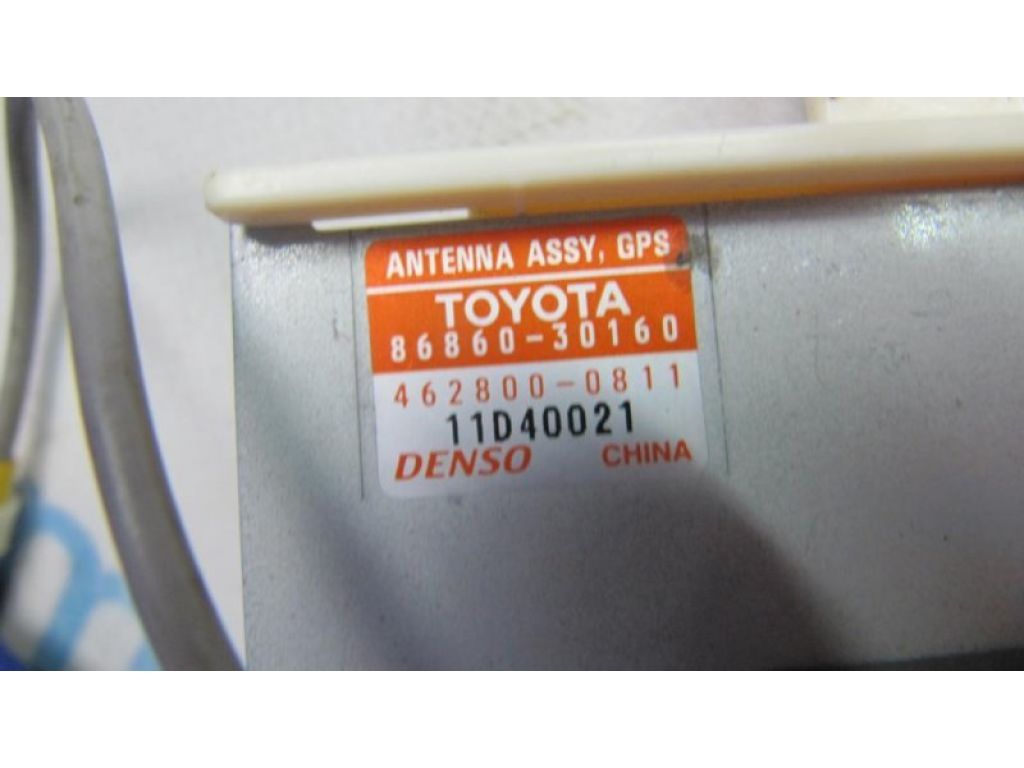 ANTENNA ASSY, GPS
TOYOTA
86860-30160
462800-0811
11D40021
DENSO CHINA